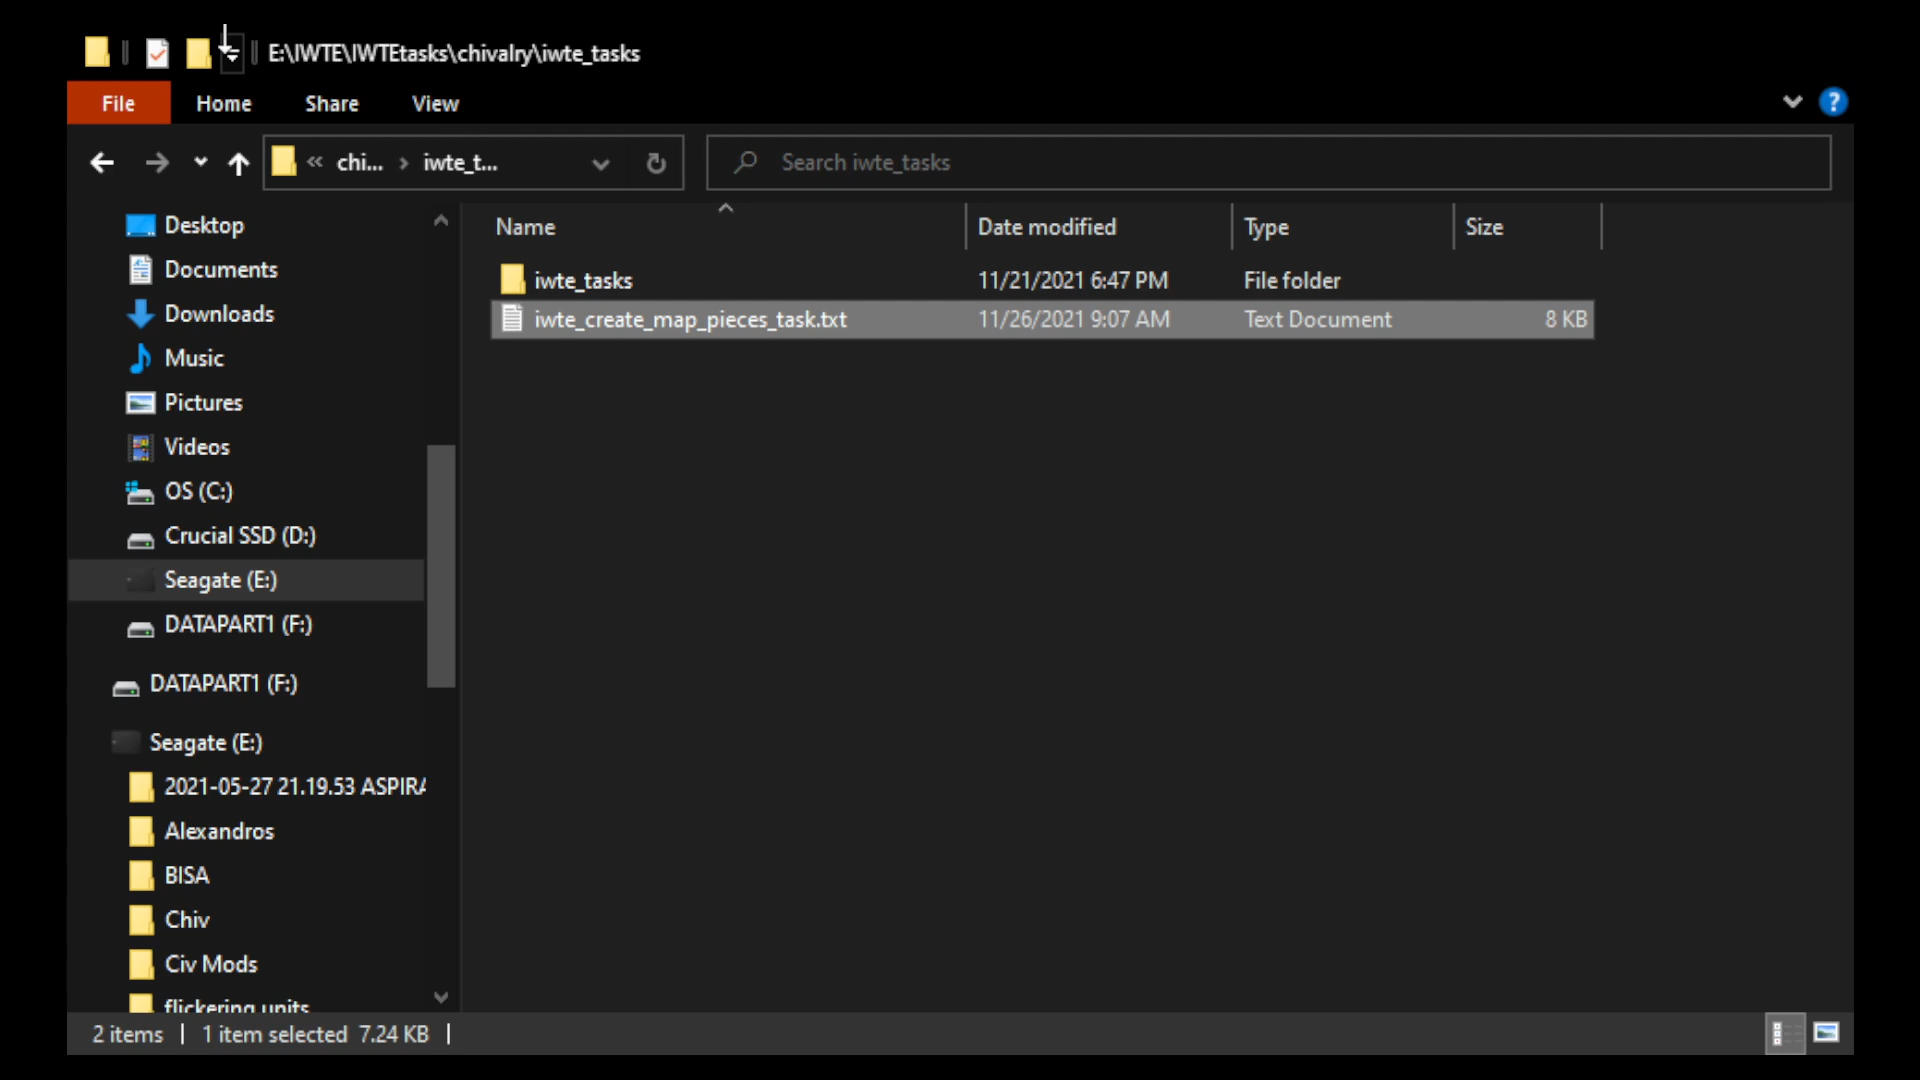 E:\IWTE\IWTEtasks\chivalry\iwte_tasks
File Home Share View ?
« chi... > iwte_t... Search iwte_tasks
Name Date modified Type Size
iwte_tasks 11/21/2021 6:47 PM File folder
iwte_create_map_pieces_task.txt 11/26/2021 9:07 AM Text Document 8 KB
Desktop
Documents
Downloads
Music
Pictures
Videos
OS (C:)
Crucial SSD (D:)
Seagate (E:)
DATAPART1 (F:)
DATAPART1 (F:)
Seagate (E:)
2021-05-27 21.19.53 ASPIRA
Alexandros
BISA
Chiv
Civ Mods
flickering units
2 items 1 item selected 7.24 KB